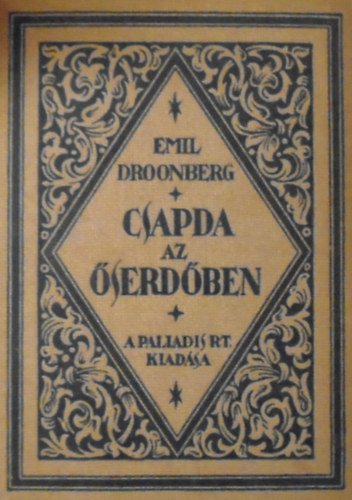 EMIL
DROONBERG
CSAPDA
AZ
ŐSERDŐBEN
A PALLADIS RT.
KIADÁSA